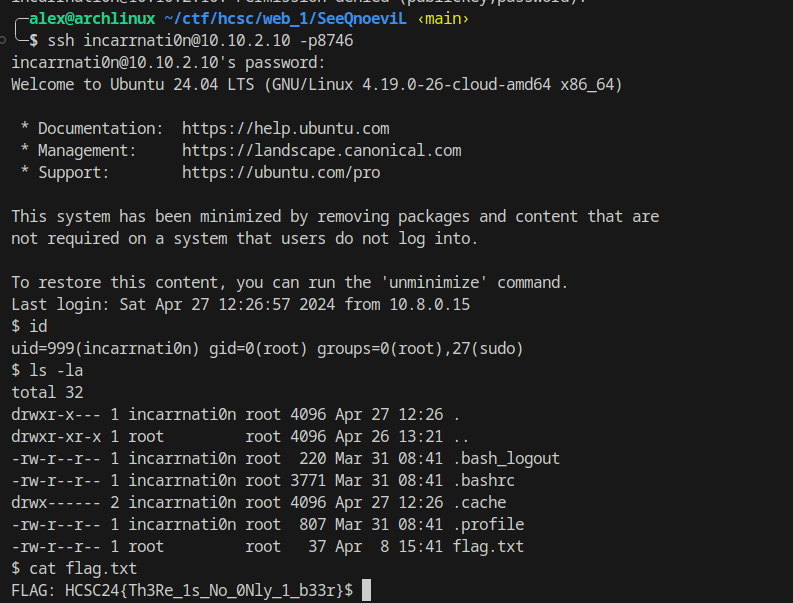 alex@archlinux ~/ctf/hcsc/web_1/SeeQnoeviL ‹main›
$ ssh incarrnati0n@10.10.2.10 -p8746
incarrnati0n@10.10.2.10's password:
Welcome to Ubuntu 24.04 LTS (GNU/Linux 4.19.0-26-cloud-amd64 x86_64)

 * Documentation:  https://help.ubuntu.com
 * Management:     https://landscape.canonical.com
 * Support:        https://ubuntu.com/pro

This system has been minimized by removing packages and content that are
not required on a system that users do not log into.

To restore this content, you can run the 'unminimize' command.
Last login: Sat Apr 27 12:26:57 2024 from 10.8.0.15
$ id
uid=999(incarrnati0n) gid=0(root) groups=0(root),27(sudo)
$ ls -la
total 32
drwxr-x--- 1 incarrnati0n root 4096 Apr 27 12:26 .
drwxr-xr-x 1 root         root 4096 Apr 26 13:21 ..
-rw-r--r-- 1 incarrnati0n root  220 Mar 31 08:41 .bash_logout
-rw-r--r-- 1 incarrnati0n root 3771 Mar 31 08:41 .bashrc
drwx------ 2 incarrnati0n root 4096 Apr 27 12:26 .cache
-rw-r--r-- 1 incarrnati0n root  807 Mar 31 08:41 .profile
-rw-r--r-- 1 root         root   37 Apr  8 15:41 flag.txt
$ cat flag.txt
FLAG: HCSC24{Th3Re_1s_No_0Nly_1_b33r}$